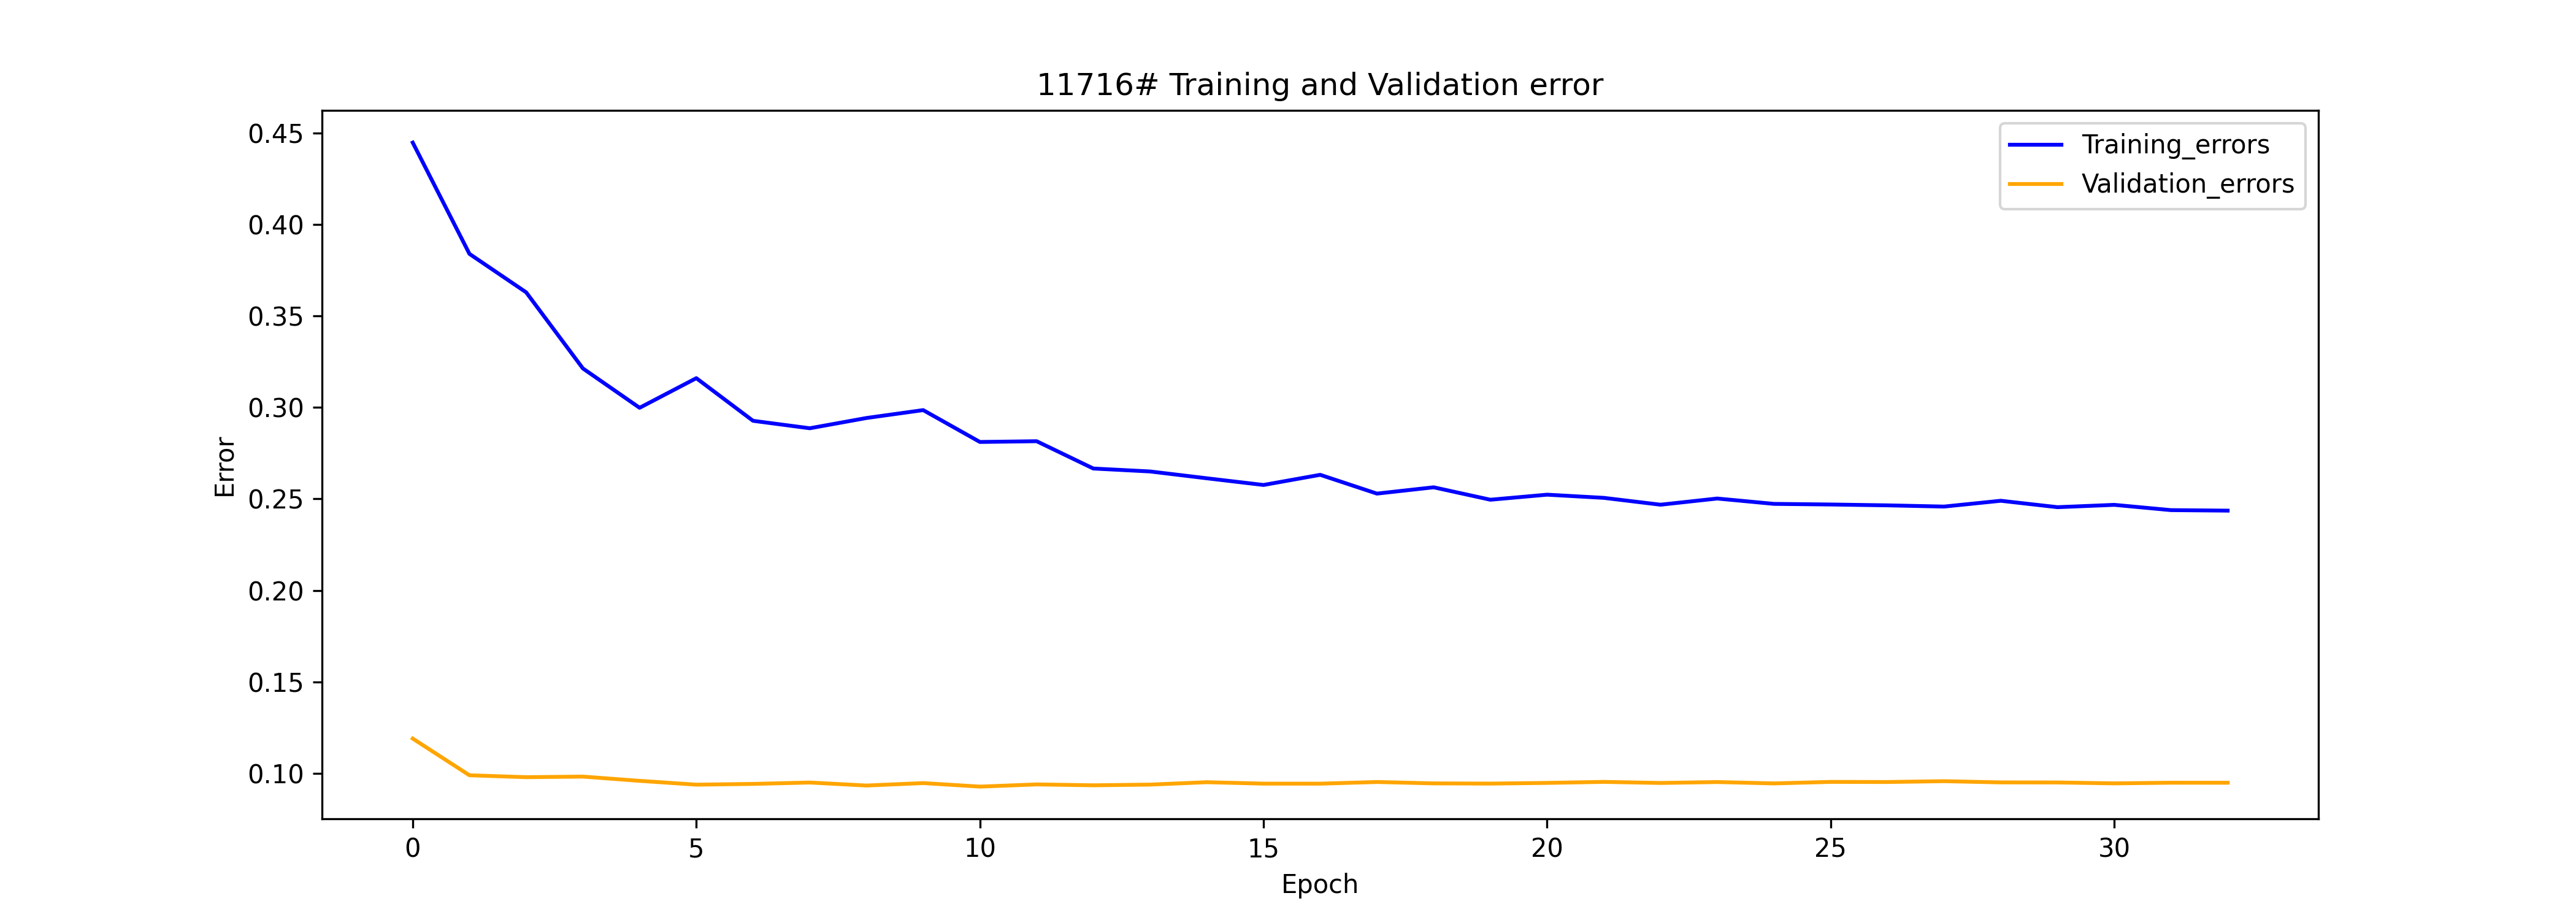 11716# Training and Validation error
Training_errors
Validation_errors
0.45
0.40
0.35
0.30
0.25
0.20
0.15
0.10
Error
0 5 10 15 20 25 30
Epoch